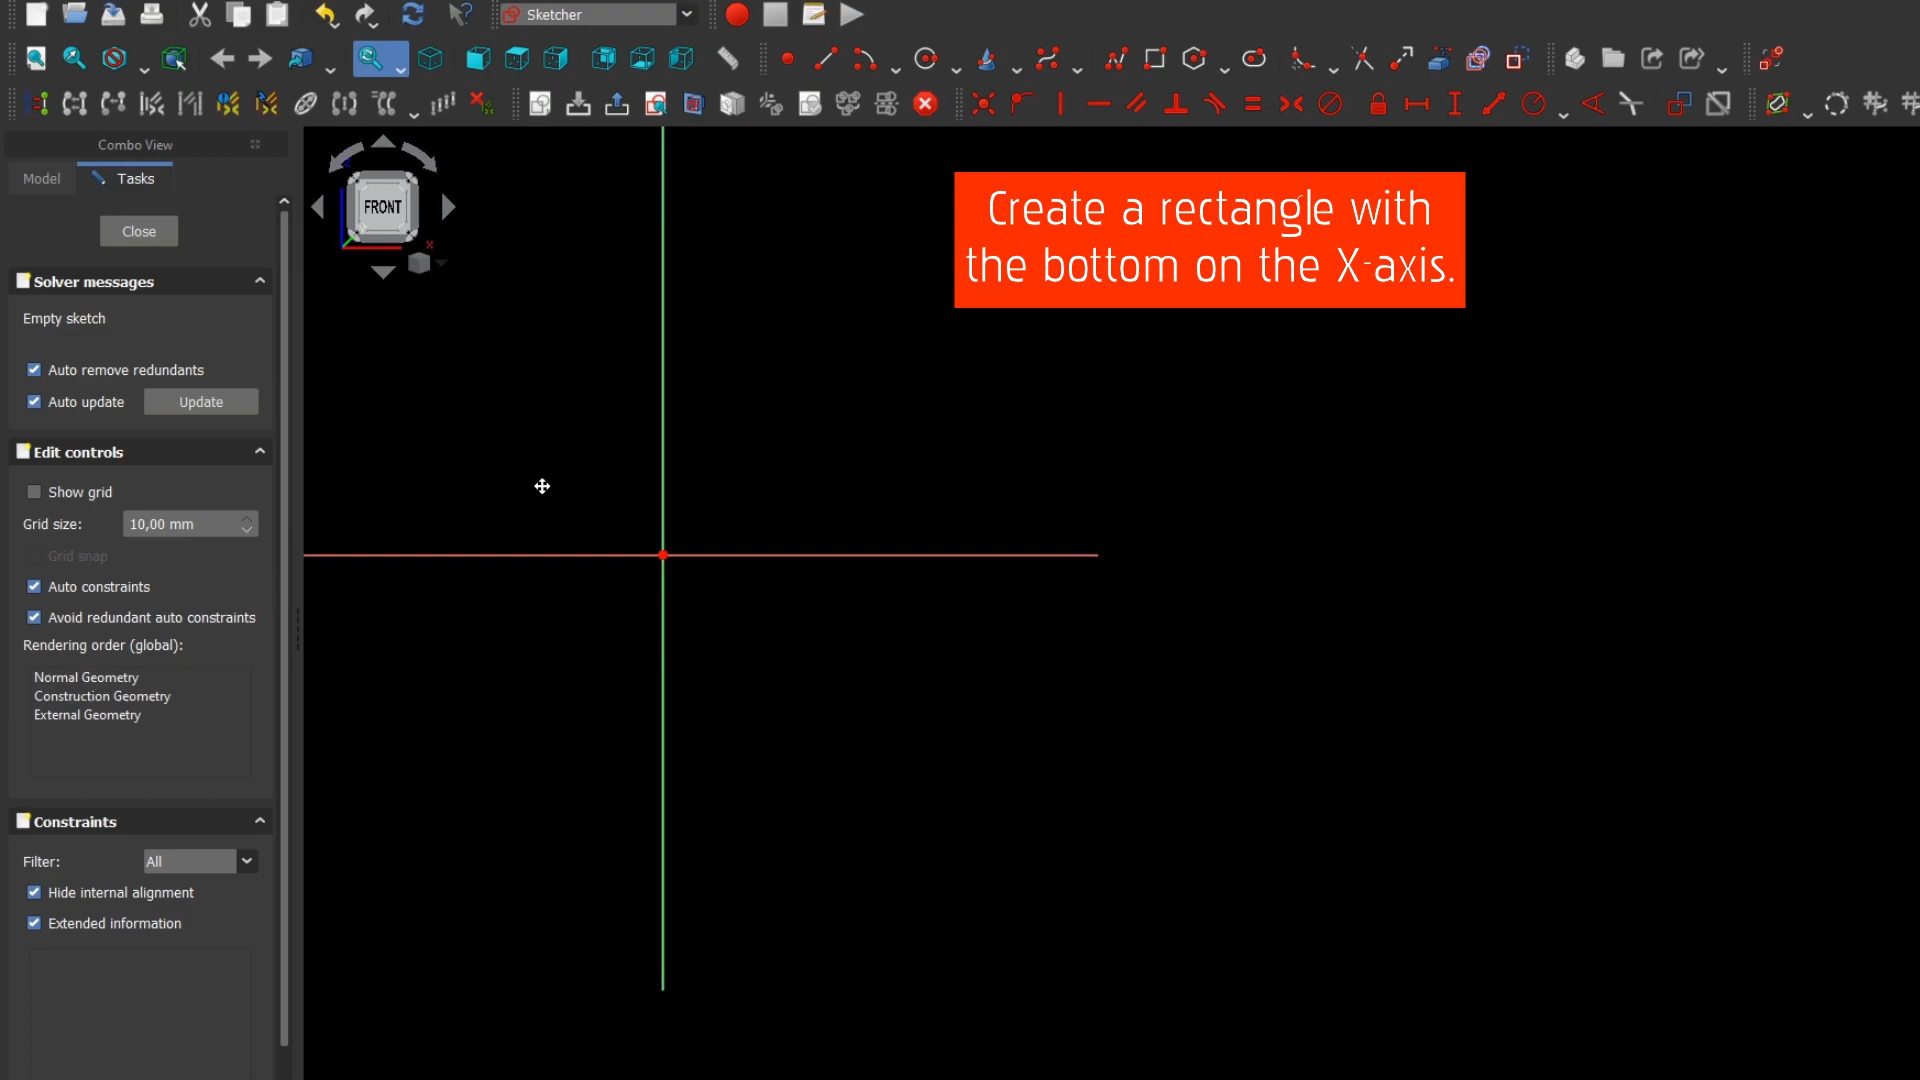 Sketcher
Combo View
Model
Tasks
FRONT
x
Create a rectangle with
the bottom on the X-axis.
Close
Solver messages
Empty sketch
Auto remove redundants
Auto update
Update
Edit controls
Show grid
Grid size:
10,00 mm
Grid snap
Auto constraints
Avoid redundant auto constraints
Rendering order (global):
Normal Geometry
Construction Geometry
External Geometry
Constraints
Filter:
All
Hide internal alignment
Extended information